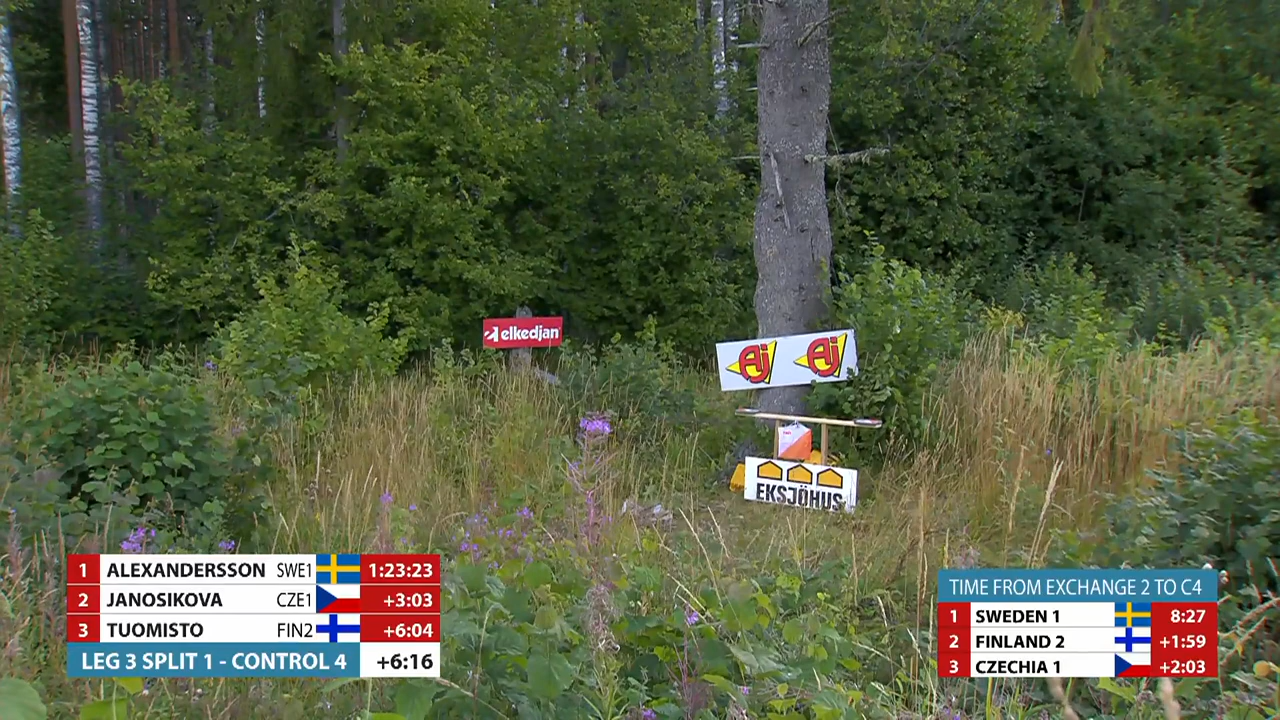 elkedjan
Aj Aj
EKSJÖHUS
1 ALEXANDERSSON SWE1 1:23:23
2 JANOSIKOVA CZE1 +3:03
3 TUOMISTO FIN2 +6:04
LEG 3 SPLIT 1 - CONTROL 4 +6:16
TIME FROM EXCHANGE 2 TO C4
1 SWEDEN 1 8:27
2 FINLAND 2 +1:59
3 CZECHIA 1 +2:03